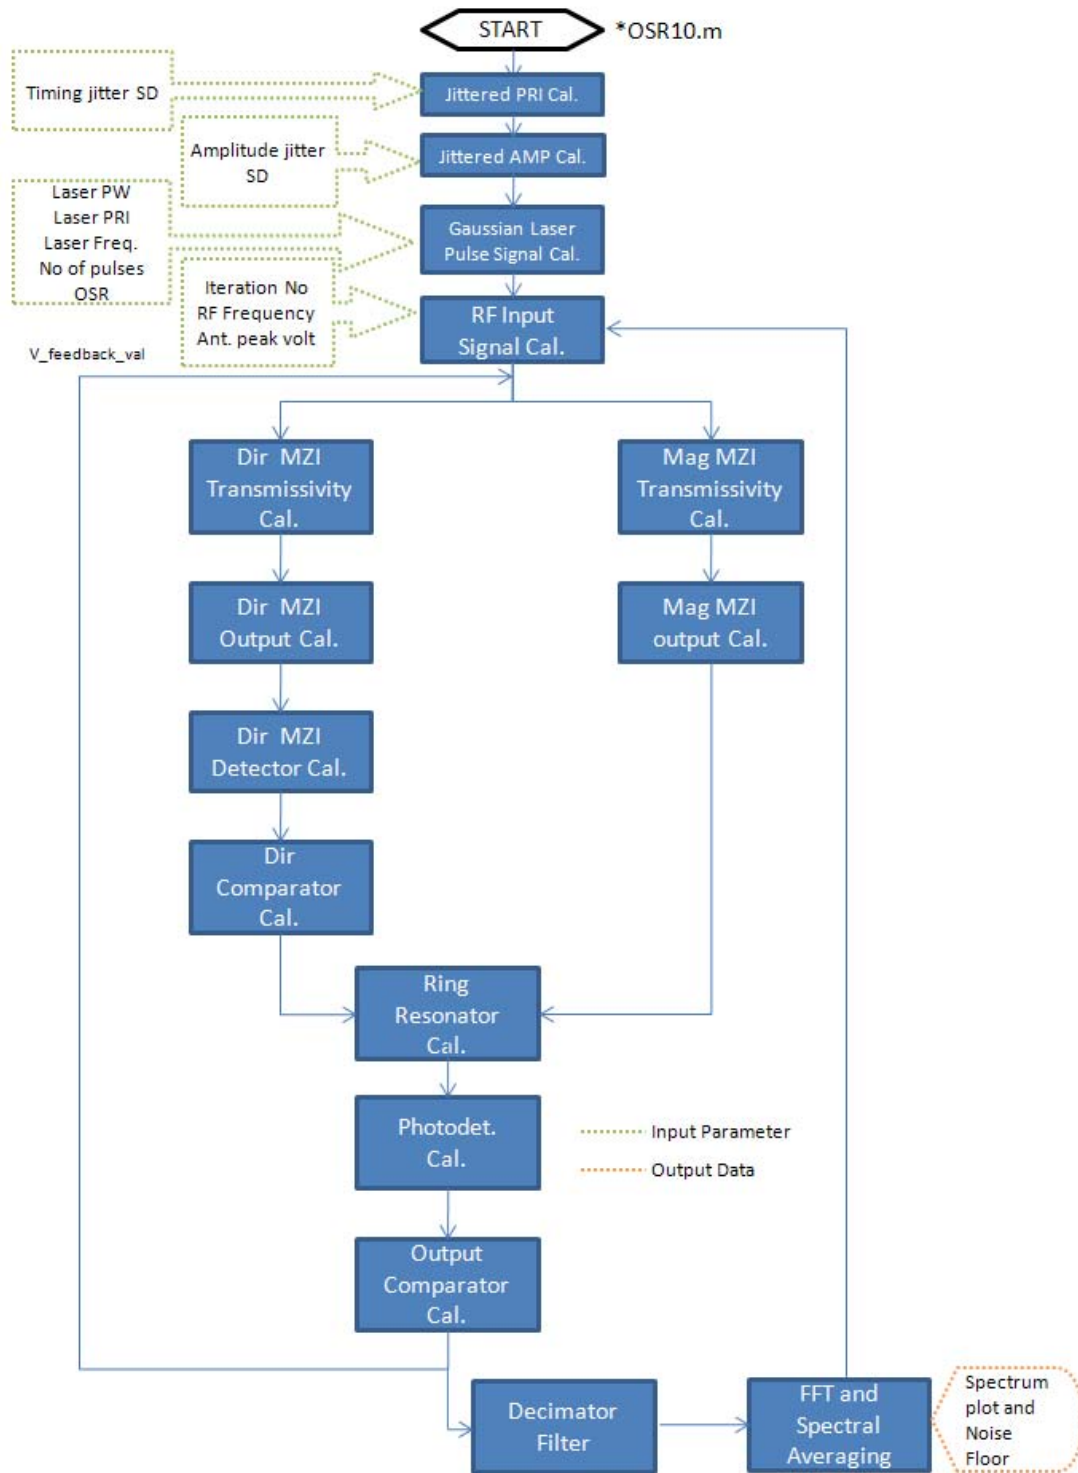 START
*OSR10.m
Timing jitter SD
Jittered PRI Cal.
Amplitude jitter
SD
Jittered AMP Cal.
Laser PW
Laser PRI
Laser Freq.
No of pulses
OSR
Gaussian Laser
Pulse Signal Cal.
Iteration No
RF Frequency
Ant. peak volt
RF Input
Signal Cal.
V_feedback_val
Dir MZI
Transmissivity
Cal.
Mag MZI
Transmissivity
Cal.
Dir MZI
Output Cal.
Mag MZI
output Cal.
Dir MZI
Detector Cal.
Dir
Comparator
Cal.
Ring
Resonator
Cal.
Photodet.
Cal.
Input Parameter
Output Data
Output
Comparator
Cal.
Decimator
Filter
FFT and
Spectral
Averaging
Spectrum
plot and
Noise
Floor